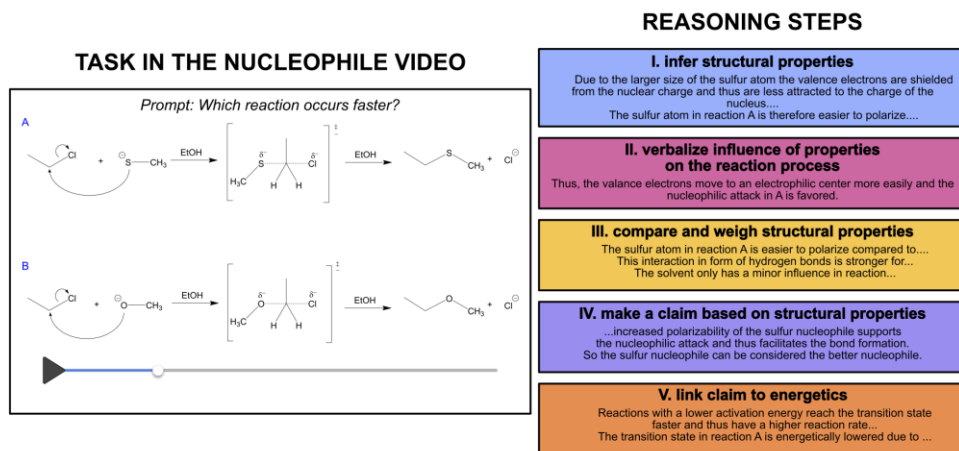 TASK IN THE NUCLEOPHILE VIDEO
Prompt: Which reaction occurs faster?
A
Cl
+
⊖
S
CH₃
EtOH
δ⁻
δ⁻
S
Cl
H₃C
H
H
‡
EtOH
S
CH₃
+ Cl⊖
B
Cl
+
⊖
O
CH₃
EtOH
δ⁻
δ⁻
O
Cl
H₃C
H
H
‡
EtOH
O
CH₃
+ Cl⊖
REASONING STEPS
I. infer structural properties
Due to the larger size of the sulfur atom the valence electrons are shielded
from the nuclear charge and thus are less attracted to the charge of the
nucleus....
The sulfur atom in reaction A is therefore easier to polarize....
II. verbalize influence of properties
on the reaction process
Thus, the valance electrons move to an electrophilic center more easily and the
nucleophilic attack in A is favored.
III. compare and weigh structural properties
The sulfur atom in reaction A is easier to polarize compared to....
This interaction in form of hydrogen bonds is stronger for...
The solvent only has a minor influence in reaction...
IV. make a claim based on structural properties
...increased polarizability of the sulfur nucleophile supports
the nucleophilic attack and thus facilitates the bond formation.
So the sulfur nucleophile can be considered the better nucleophile.
V. link claim to energetics
Reactions with a lower activation energy reach the transition state
faster and thus have a higher reaction rate...
The transition state in reaction A is energetically lowered due to ...